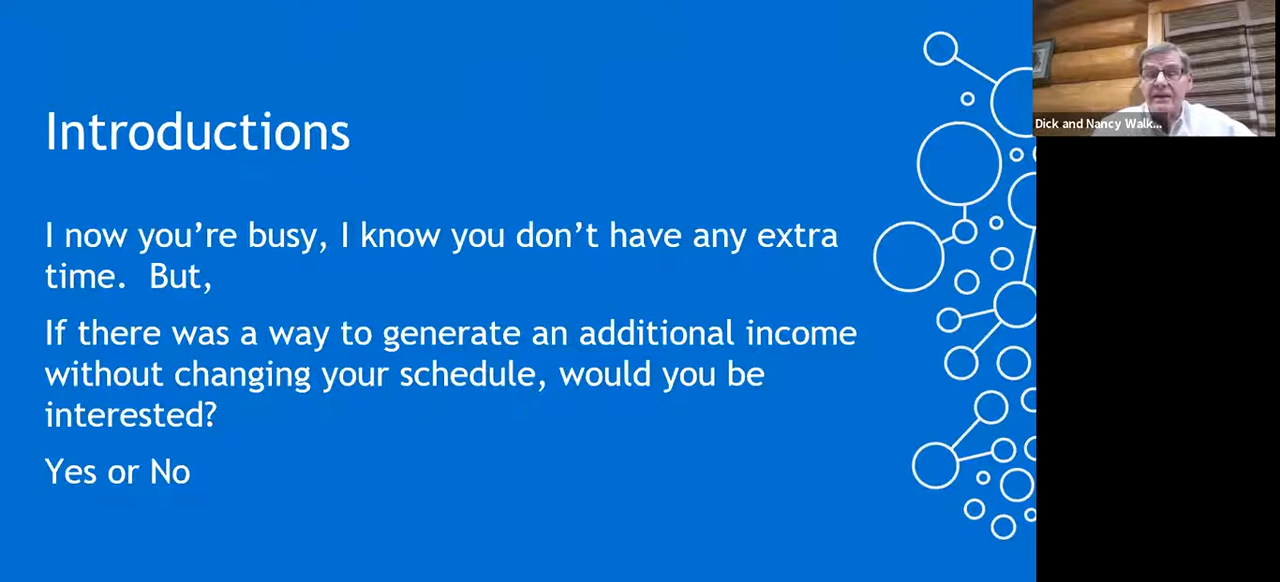 Introductions
I now you’re busy, I know you don’t have any extra
time.  But,
If there was a way to generate an additional income
without changing your schedule, would you be
interested?
Yes or No
Dick and Nancy Walk...